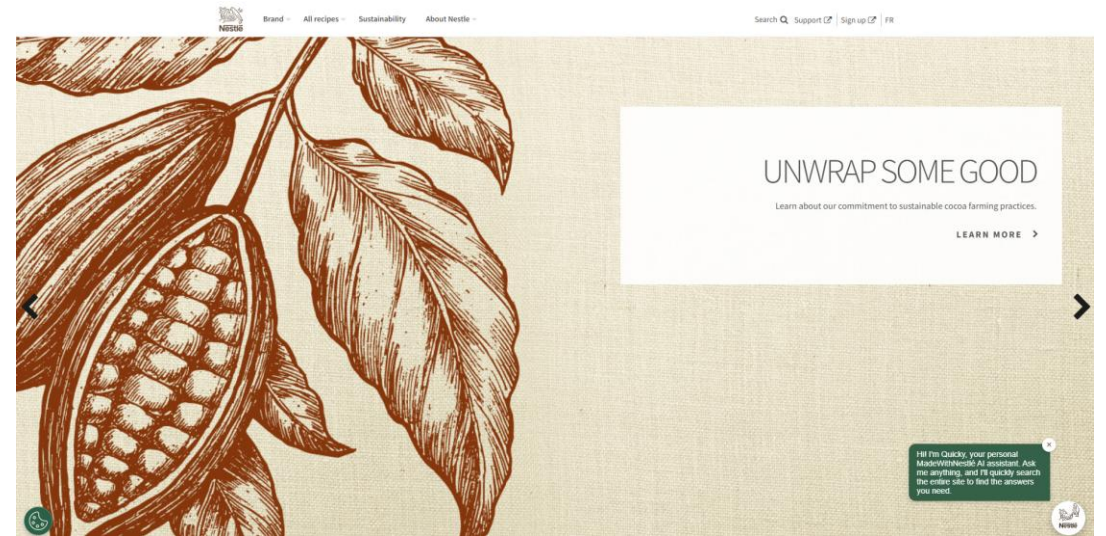 Nestlé
Brand
All recipes
Sustainability
About Nestle
Search
Support
Sign up
FR
UNWRAP SOME GOOD
Learn about our commitment to sustainable cocoa farming practices.
LEARN MORE
Hi! I'm Quicky, your personal
MadeWithNestlé AI assistant. Ask
me anything, and I'll quickly search
the entire site to find the answers
you need.
Nestlé